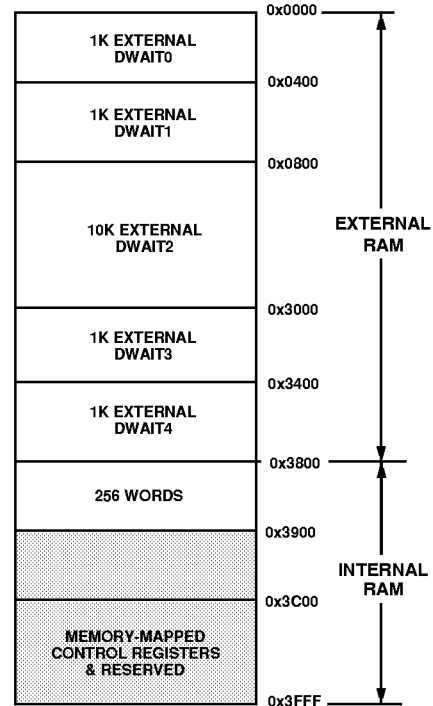 0x0000
1K EXTERNAL
DWAIT0
0x0400
1K EXTERNAL
DWAIT1
0x0800
10K EXTERNAL
DWAIT2
EXTERNAL
RAM
0x3000
1K EXTERNAL
DWAIT3
0x3400
1K EXTERNAL
DWAIT4
0x3800
256 WORDS
0x3900
INTERNAL
RAM
0x3C00
MEMORY-MAPPED
CONTROL REGISTERS
& RESERVED
0x3FFF